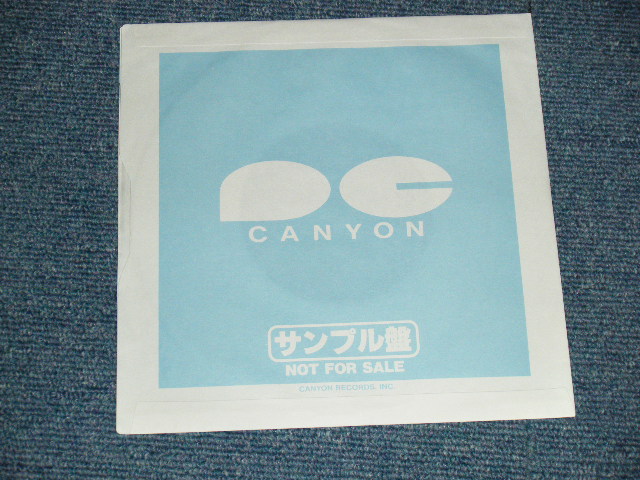 CANYON
サンプル盤
NOT FOR SALE
CANYON RECORDS, INC.